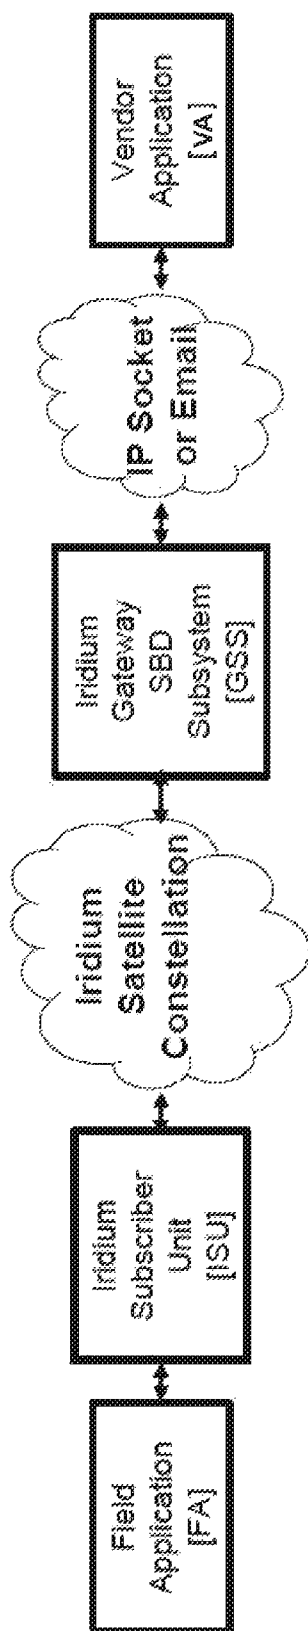 Field
Application
[FA]
Iridium
Subscriber
Unit
[ISU]
Iridium
Satellite
Constellation
Iridium
Gateway
SBD
Subsystem
[GSS]
IP Socket
or Email
Vendor
Application
[VA]